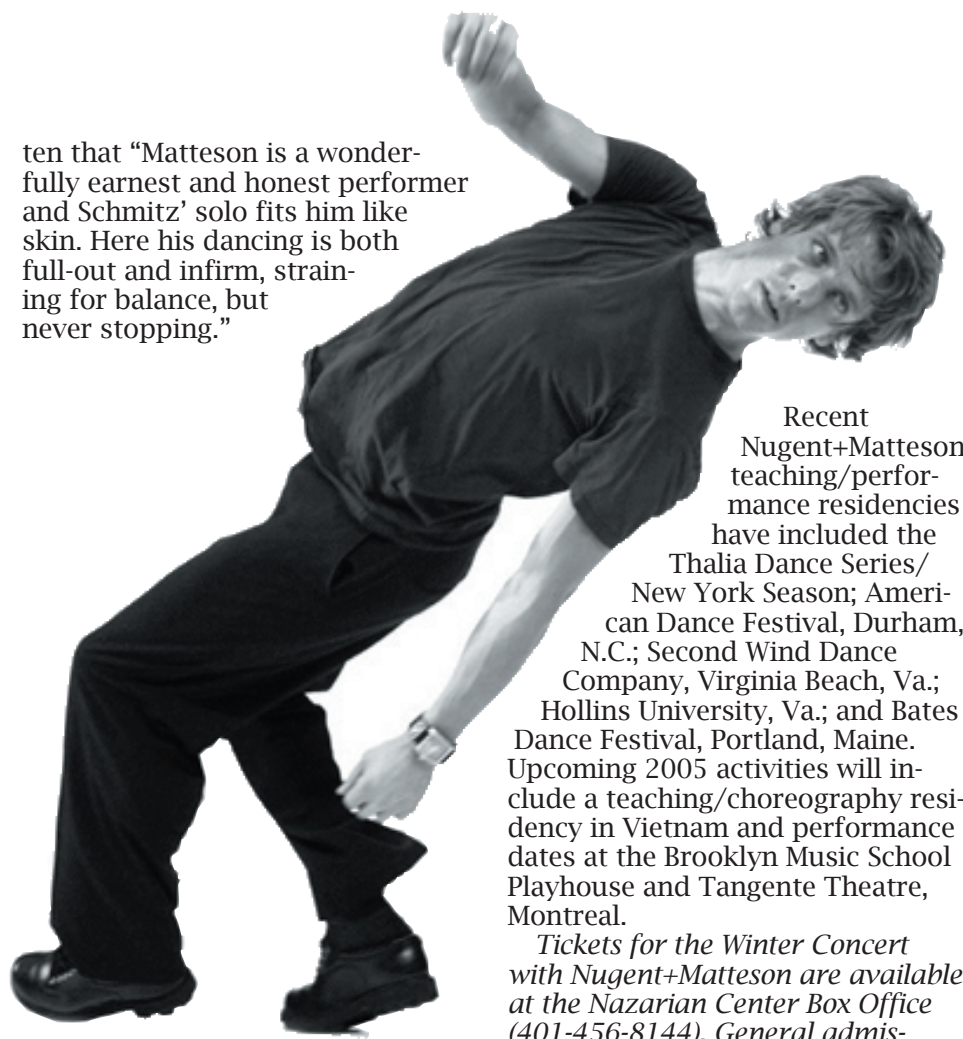 ten that “Matteson is a wonder-
fully earnest and honest performer
and Schmitz’ solo fits him like
skin. Here his dancing is both
full-out and infirm, strain-
ing for balance, but
never stopping.”
Recent
Nugent+Matteson
teaching/perfor-
mance residencies
have included the
Thalia Dance Series/
New York Season; Ameri-
can Dance Festival, Durham,
N.C.; Second Wind Dance
Company, Virginia Beach, Va.;
Hollins University, Va.; and Bates
Dance Festival, Portland, Maine.
Upcoming 2005 activities will in-
clude a teaching/choreography resi-
dency in Vietnam and performance
dates at the Brooklyn Music School
Playhouse and Tangente Theatre,
Montreal.
Tickets for the Winter Concert
with Nugent+Matteson are available
at the Nazarian Center Box Office
(401-456-8144). General admis-